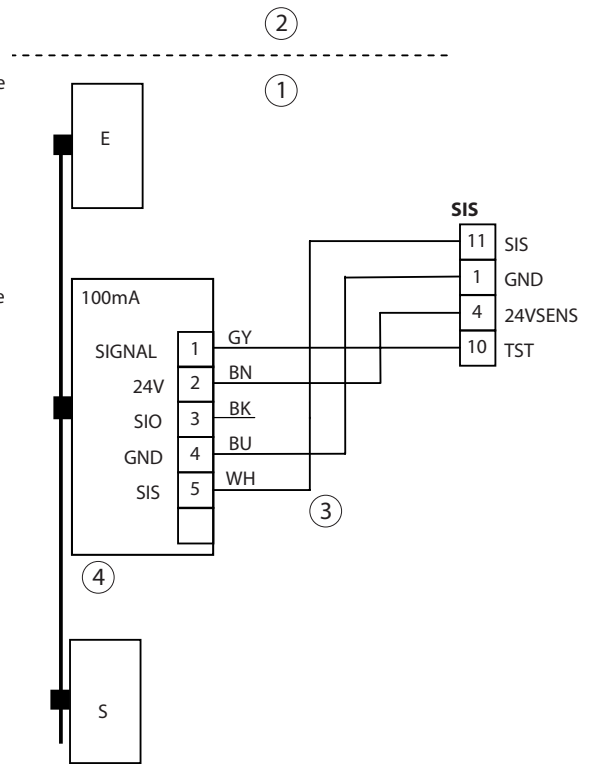 2
e
1
E
SIS
11 SIS
1 GND
e
100mA
4 24VSENS
SIGNAL 1 GY
10 TST
24V 2 BN
SIO 3 BK
GND 4 BU
SIS 5 WH
3
4
S